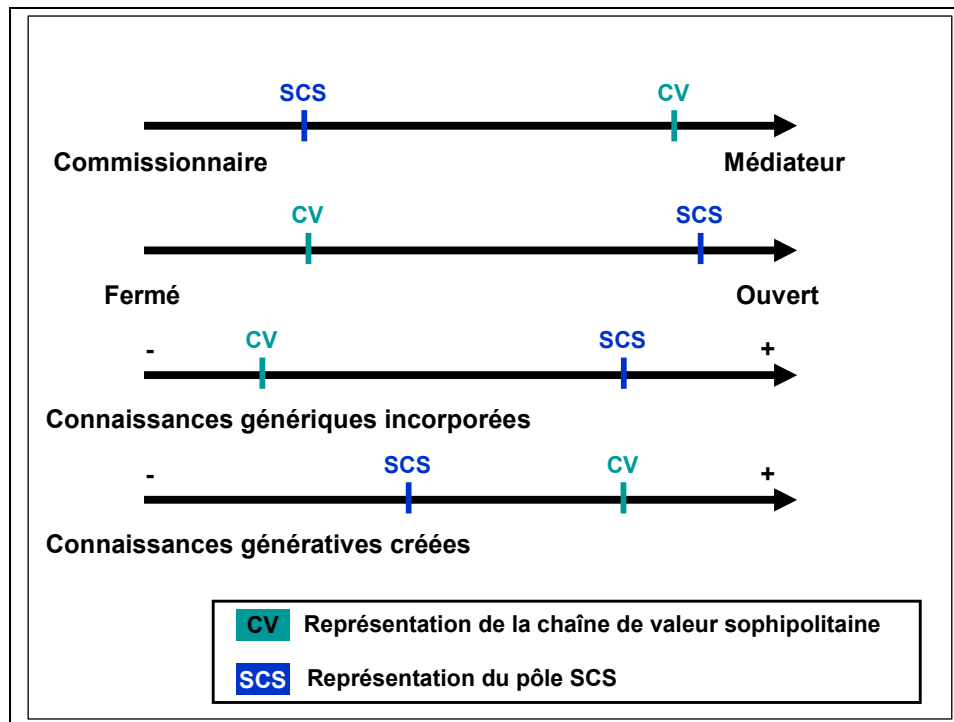 SCS CV
Commissionnaire Médiateur
CV SCS
Fermé Ouvert
- CV SCS +
Connaissances génériques incorporées
- SCS CV +
Connaissances génératives créées
CV Représentation de la chaîne de valeur sophipolitaine
SCS Représentation du pôle SCS